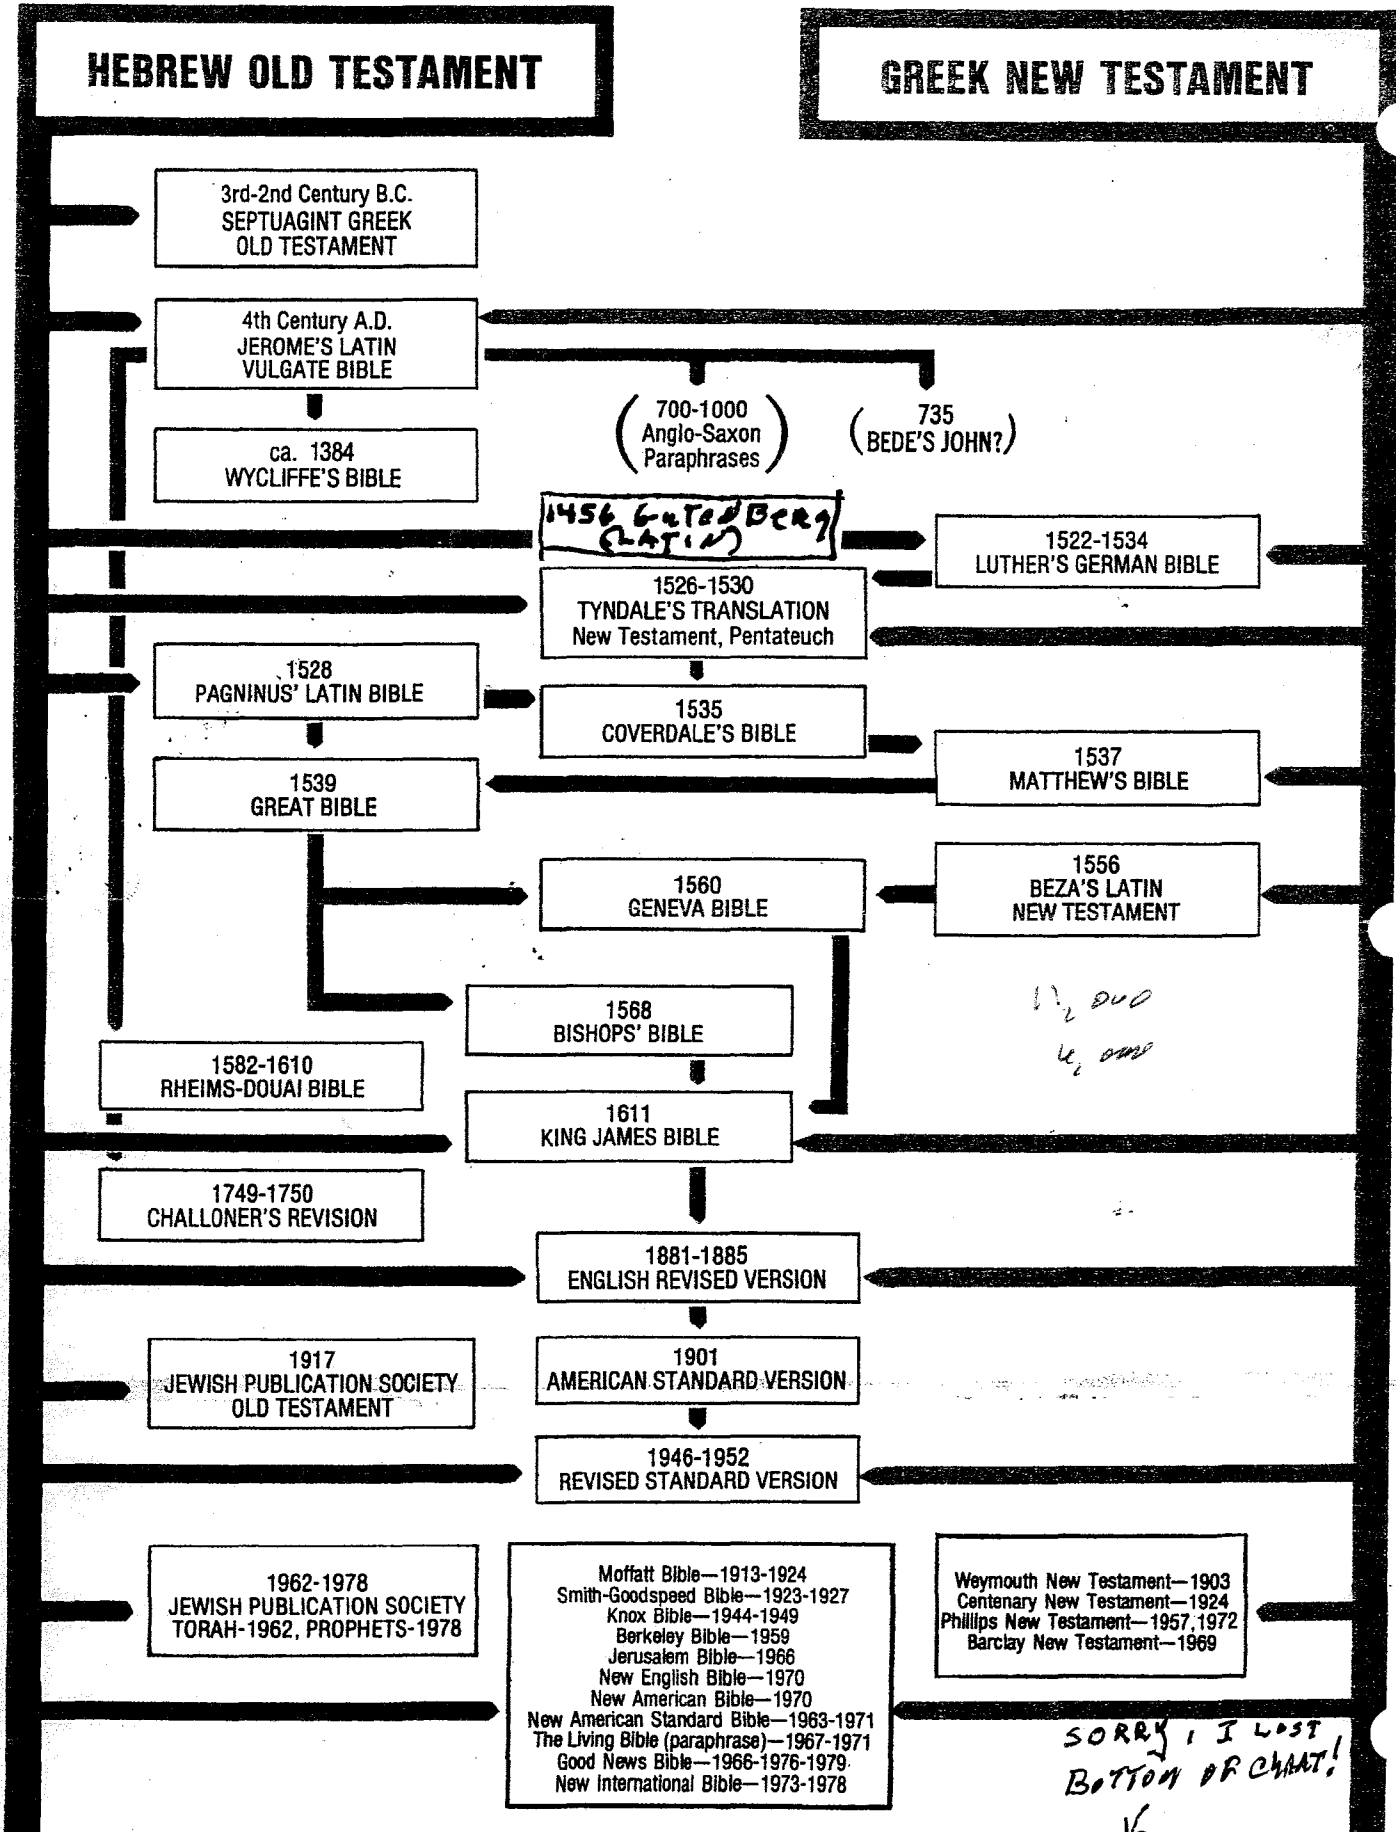 HEBREW OLD TESTAMENT
GREEK NEW TESTAMENT
3rd-2nd Century B.C.
SEPTUAGINT GREEK
OLD TESTAMENT
4th Century A.D.
JEROME'S LATIN
VULGATE BIBLE
700-1000
Anglo-Saxon
Paraphrases
735
(BEDE'S JOHN?)
ca. 1384
WYCLIFFE'S BIBLE
1456 GuTenBerg
(LATIN)
1522-1534
LUTHER'S GERMAN BIBLE
1526-1530
TYNDALE'S TRANSLATION
New Testament, Pentateuch
1528
PAGNINUS' LATIN BIBLE
1535
COVERDALE'S BIBLE
1537
MATTHEW'S BIBLE
1539
GREAT BIBLE
1556
BEZA'S LATIN
NEW TESTAMENT
1560
GENEVA BIBLE
1568
BISHOPS' BIBLE
1582-1610
RHEIMS-DOUAI BIBLE
1611
KING JAMES BIBLE
1749-1750
CHALLONER'S REVISION
1881-1885
ENGLISH REVISED VERSION
1917
JEWISH PUBLICATION SOCIETY
OLD TESTAMENT
1901
AMERICAN STANDARD VERSION
1946-1952
REVISED STANDARD VERSION
1962-1978
JEWISH PUBLICATION SOCIETY
TORAH-1962, PROPHETS-1978
Moffatt Bible—1913-1924
Smith-Goodspeed Bible—1923-1927
Knox Bible—1944-1949
Berkeley Bible—1959
Jerusalem Bible—1966
New English Bible—1970
New American Bible—1970
New American Standard Bible—1963-1971
The Living Bible (paraphrase)—1967-1971
Good News Bible—1966-1976-1979
New International Bible—1973-1978
Weymouth New Testament—1903
Centenary New Testament—1924
Phillips New Testament—1957,1972
Barclay New Testament—1969
SORRY, I LOST
BOTTOM OF CHART!